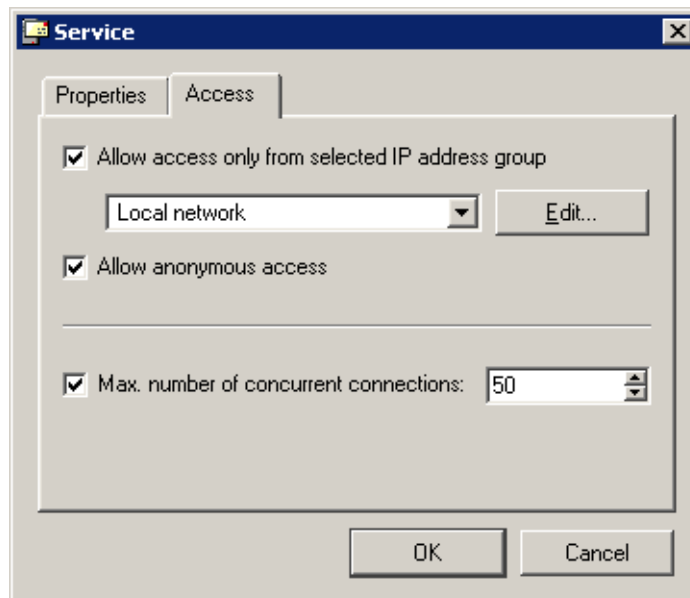 Service
Properties Access
Allow access only from selected IP address group
Local network Edit...
Allow anonymous access
Max. number of concurrent connections: 50
OK Cancel